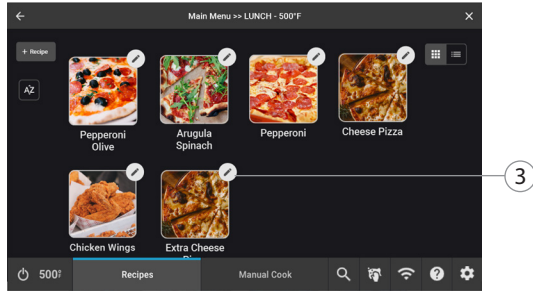 Main Menu >> LUNCH - 500°F
+ Recipe
AZ
Pepperoni
Olive
Arugula
Spinach
Pepperoni
Cheese Pizza
3
Chicken Wings
Extra Cheese
500°F
Recipes
Manual Cook